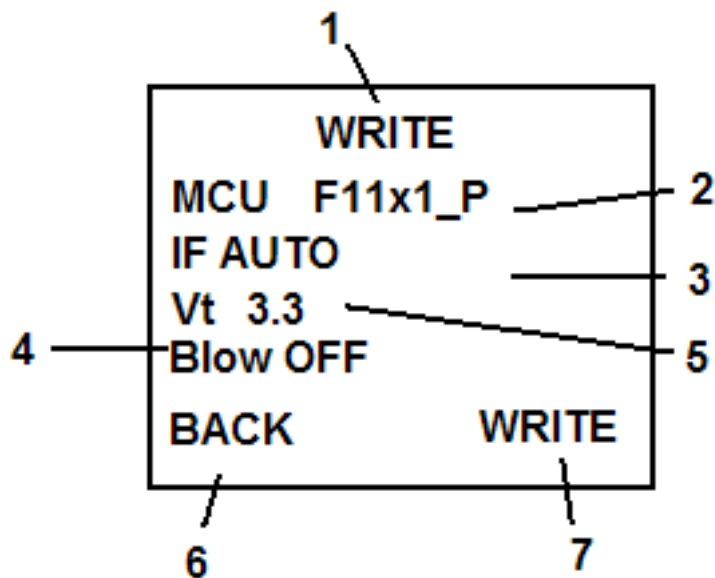 1
WRITE
MCU F11x1_P 2
IF AUTO
3
Vt 3.3
4 Blow OFF 5
BACK WRITE
6 7